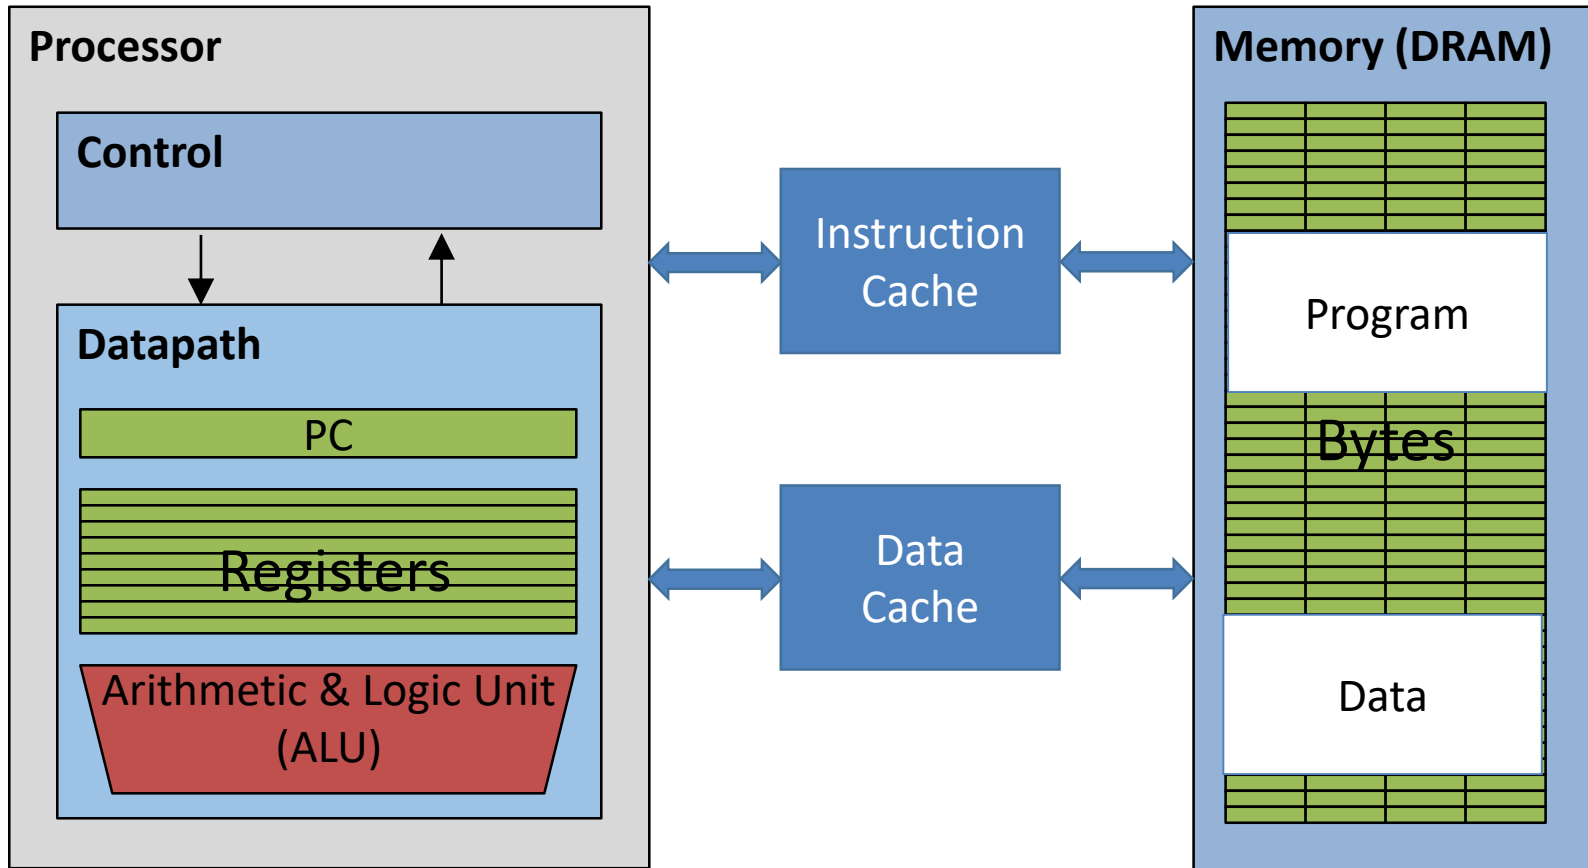 Processor
Control
Datapath
PC
Registers
Arithmetic & Logic Unit
(ALU)
Instruction
Cache
Data
Cache
Memory (DRAM)
Program
Bytes
Data